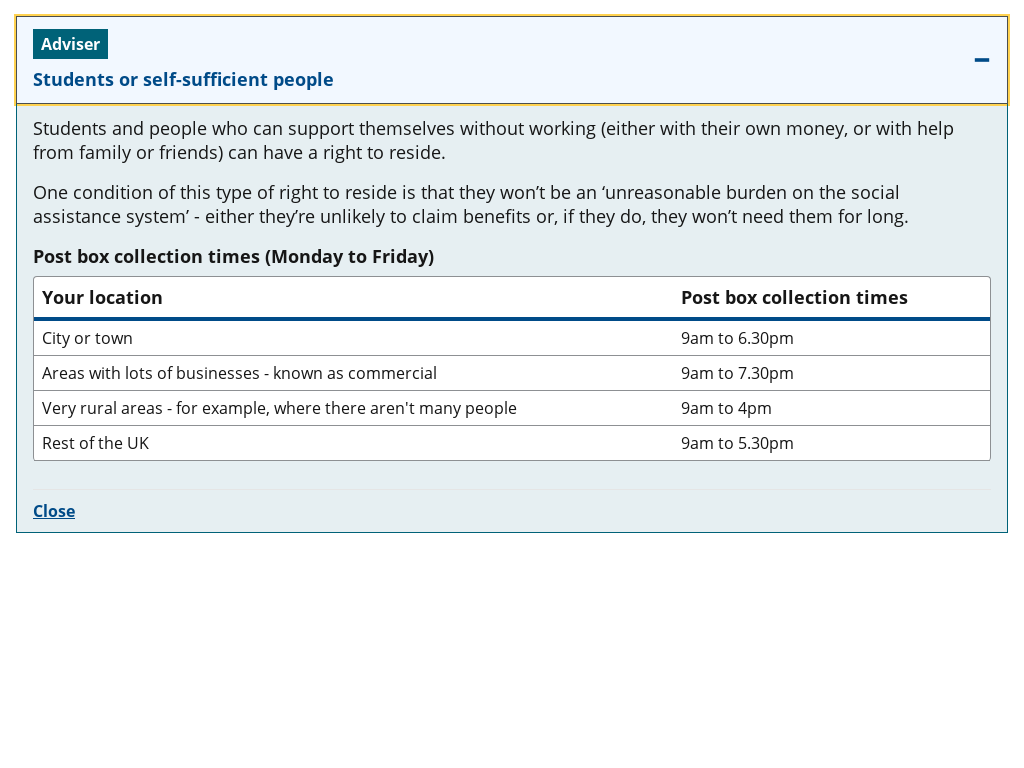 Adviser
Students or self-sufficient people
Students and people who can support themselves without working (either with their own money, or with help
from family or friends) can have a right to reside.
One condition of this type of right to reside is that they won’t be an ‘unreasonable burden on the social
assistance system’ - either they’re unlikely to claim benefits or, if they do, they won’t need them for long.
Post box collection times (Monday to Friday)
Your location Post box collection times
City or town 9am to 6.30pm
Areas with lots of businesses - known as commercial 9am to 7.30pm
Very rural areas - for example, where there aren't many people 9am to 4pm
Rest of the UK 9am to 5.30pm
Close